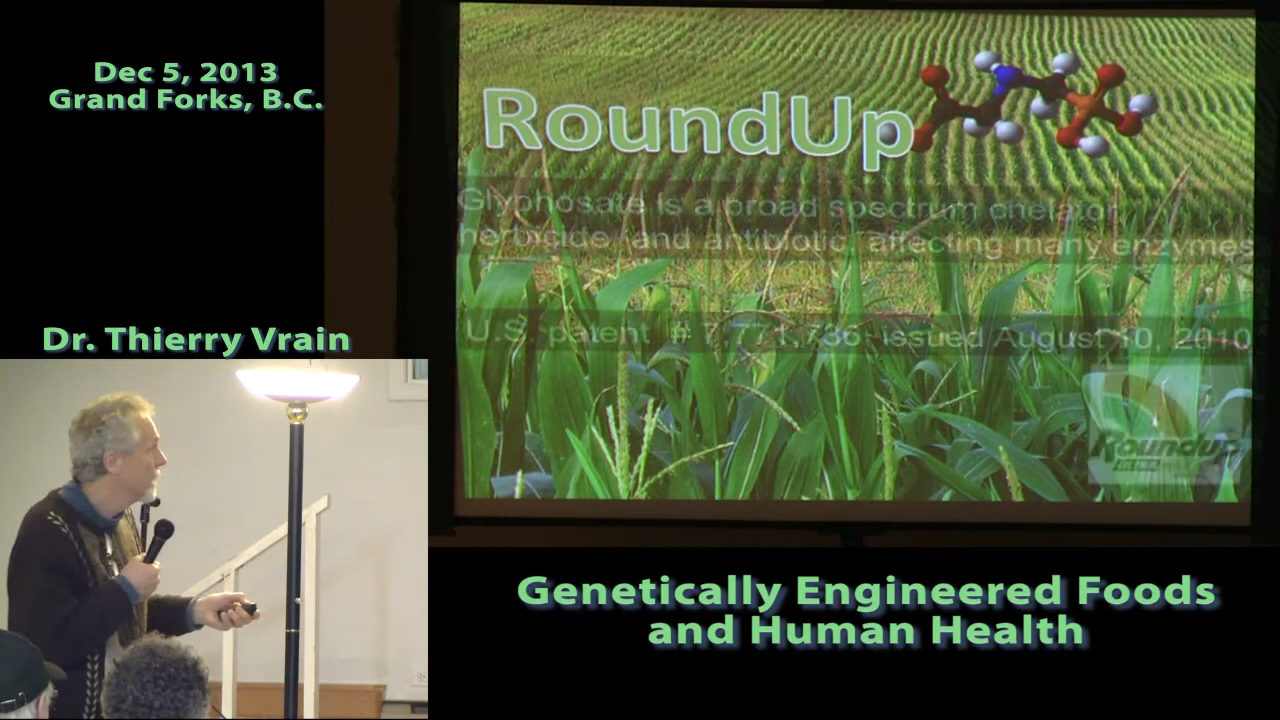 Dec 5, 2013
Grand Forks, B.C.
Dr. Thierry Vrain
RoundUp
Glyphosate is a broad spectrum chelator,
herbicide, and antibiotic, affecting many enzymes
U.S. patent # 7,771,736 issued August 10, 2010
Roundup
ULTRA
Genetically Engineered Foods
and Human Health